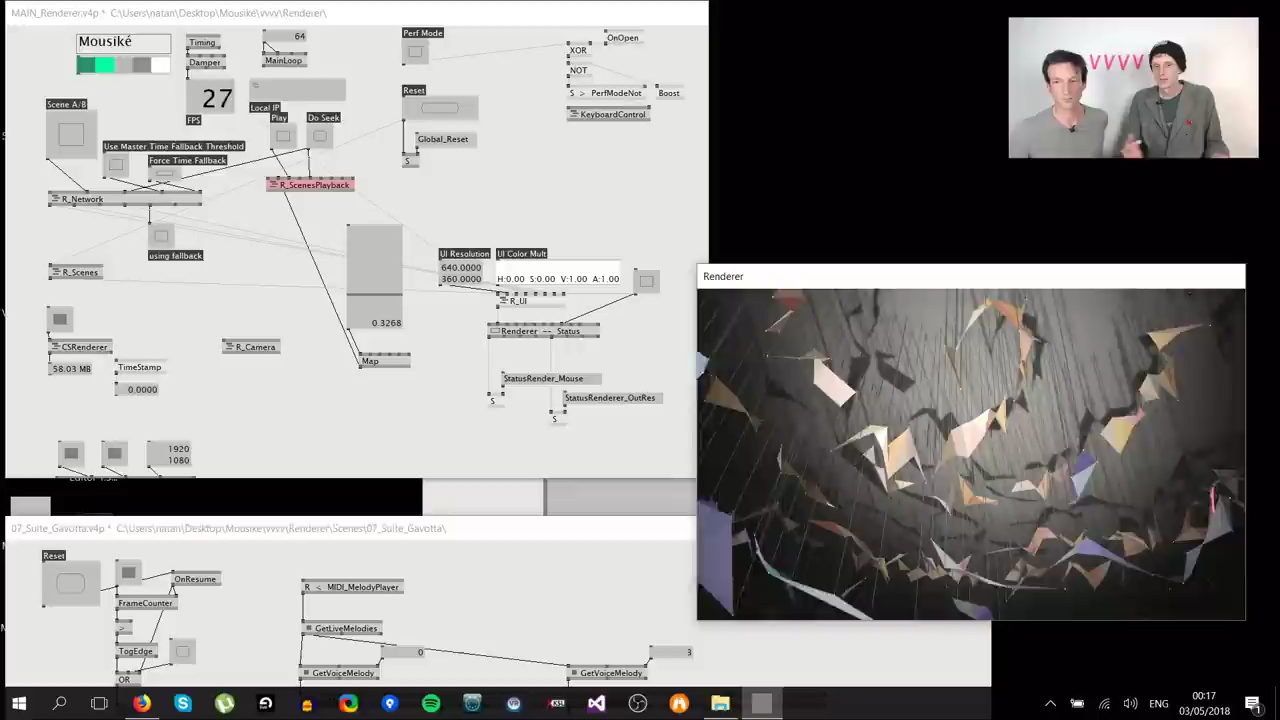 MAIN_Renderer.v4p * C:\Users\natan\Desktop\Mousiké\vvvv\Renderer\
Mousiké
Timing
Damper
27
FPS
64
MainLoop
Local IP
Perf Mode
XOR
OnOpen
NOT
S > PerfModeNot
Boost
KeyboardControl
Reset
Global_Reset
S
Scene A/B
Play
Do Seek
Use Master Time Fallback Threshold
Force Time Fallback
R_ScenesPlayback
R_Network
using fallback
R_Scenes
UI Resolution
640.0000
360.0000
UI Color Mult
H:0.00 S:0.00 V:1.00 A:1.00
R_UI
Renderer -- Status
0.3268
Map
CSRenderer
58.03 MB
TimeStamp
0.0000
R_Camera
StatusRender_Mouse
S
StatusRenderer_OutRes
S
1920
1080
VVVV
Renderer
07_Suite_Gavotta.v4p * C:\Users\natan\Desktop\Mousiké\vvvv\Renderer\Scenes\07_Suite_Gavotta\
Reset
OnResume
FrameCounter
>
TogEdge
OR
R < MIDI_MelodyPlayer
GetLiveMelodies
0
3
GetVoiceMelody
GetVoiceMelody
ENG
00:17
03/05/2018